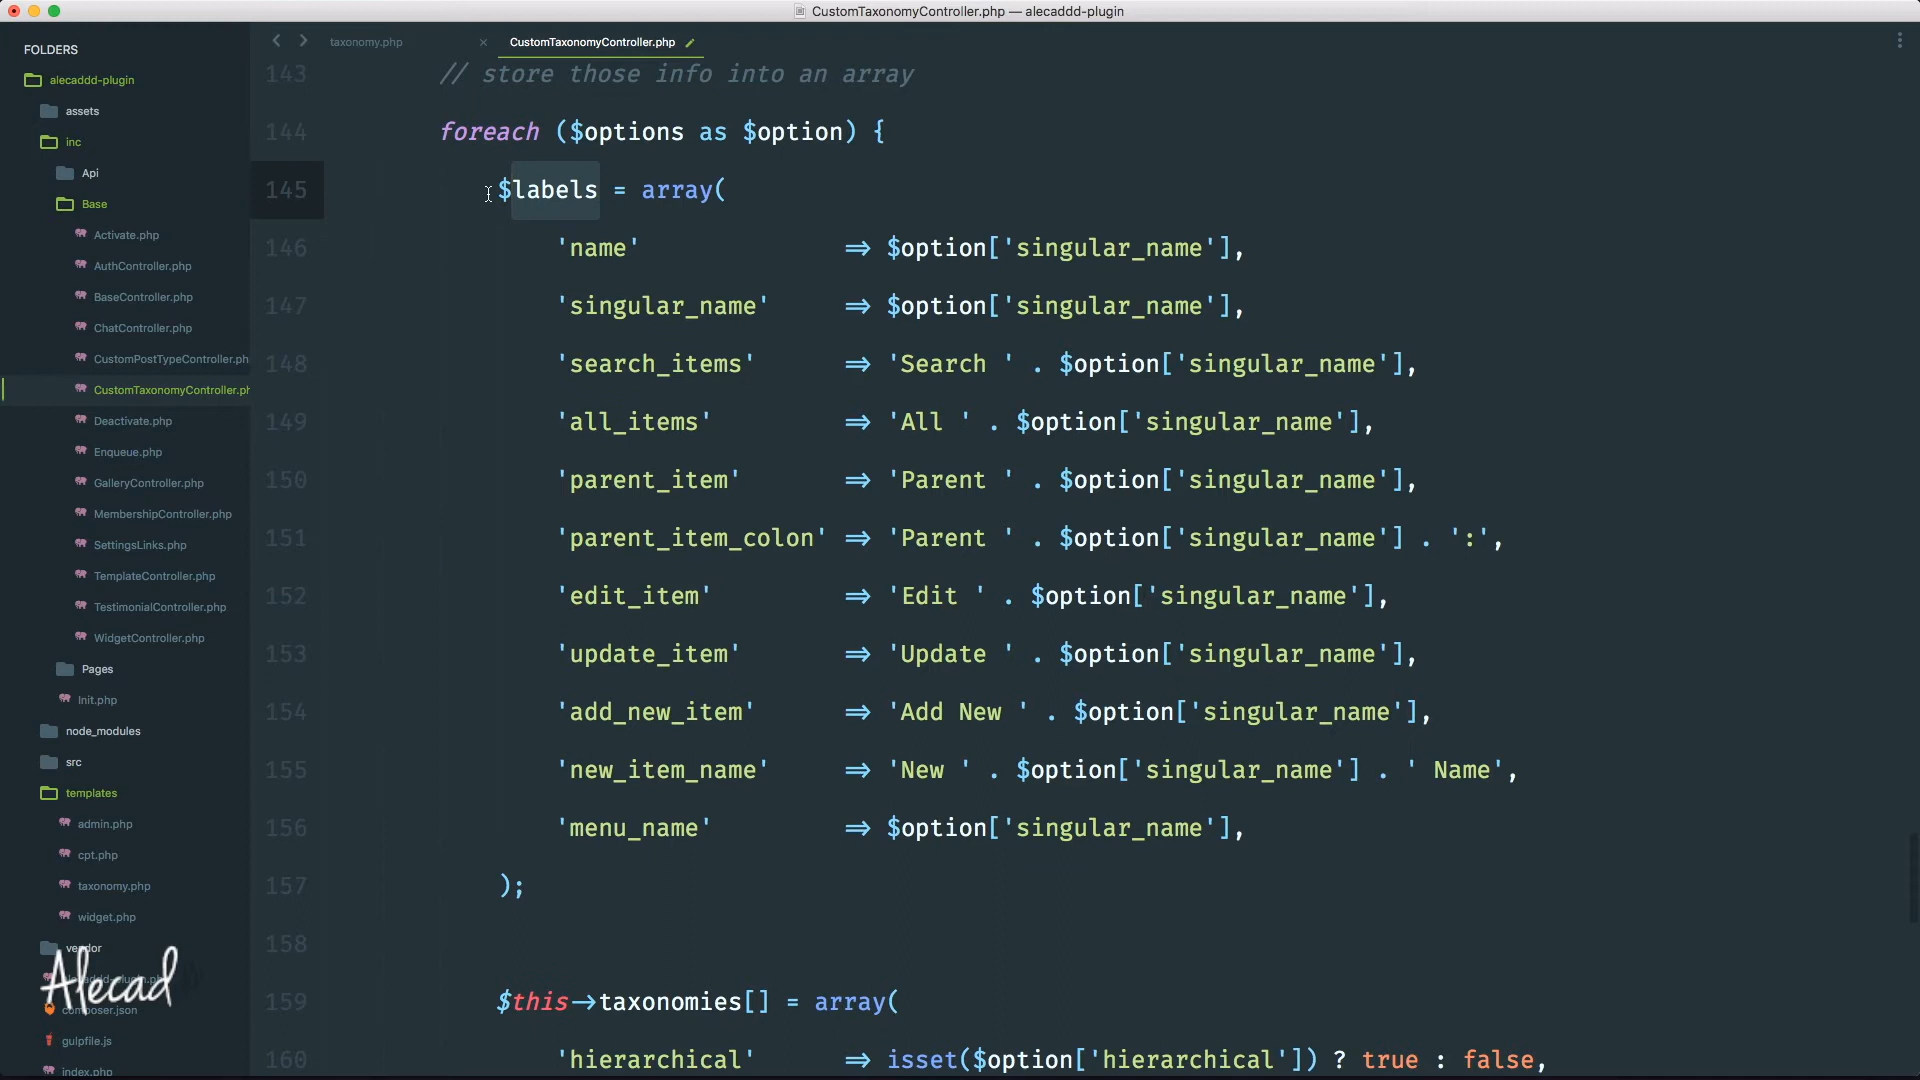 CustomTaxonomyController.php — alecaddd-plugin
FOLDERS
alecaddd-plugin
assets
inc
Api
Base
Activate.php
AuthController.php
BaseController.php
ChatController.php
CustomPostTypeController.ph
CustomTaxonomyController.ph
Deactivate.php
Enqueue.php
GalleryController.php
MembershipController.php
SettingsLinks.php
TemplateController.php
TestimonialController.php
WidgetController.php
Pages
Init.php
node_modules
src
templates
admin.php
cpt.php
taxonomy.php
widget.php
vendor
Alecad
composer.json
gulpfile.js
index.php
taxonomy.php
CustomTaxonomyController.php
143 // store those info into an array
144 foreach ($options as $option) {
145 $labels = array(
146 'name' => $option['singular_name'],
147 'singular_name' => $option['singular_name'],
148 'search_items' => 'Search ' . $option['singular_name'],
149 'all_items' => 'All ' . $option['singular_name'],
150 'parent_item' => 'Parent ' . $option['singular_name'],
151 'parent_item_colon' => 'Parent ' . $option['singular_name'] . ':',
152 'edit_item' => 'Edit ' . $option['singular_name'],
153 'update_item' => 'Update ' . $option['singular_name'],
154 'add_new_item' => 'Add New ' . $option['singular_name'],
155 'new_item_name' => 'New ' . $option['singular_name'] . ' Name',
156 'menu_name' => $option['singular_name'],
157 );
158
159 $this->taxonomies[] = array(
160 'hierarchical' => isset($option['hierarchical']) ? true : false,